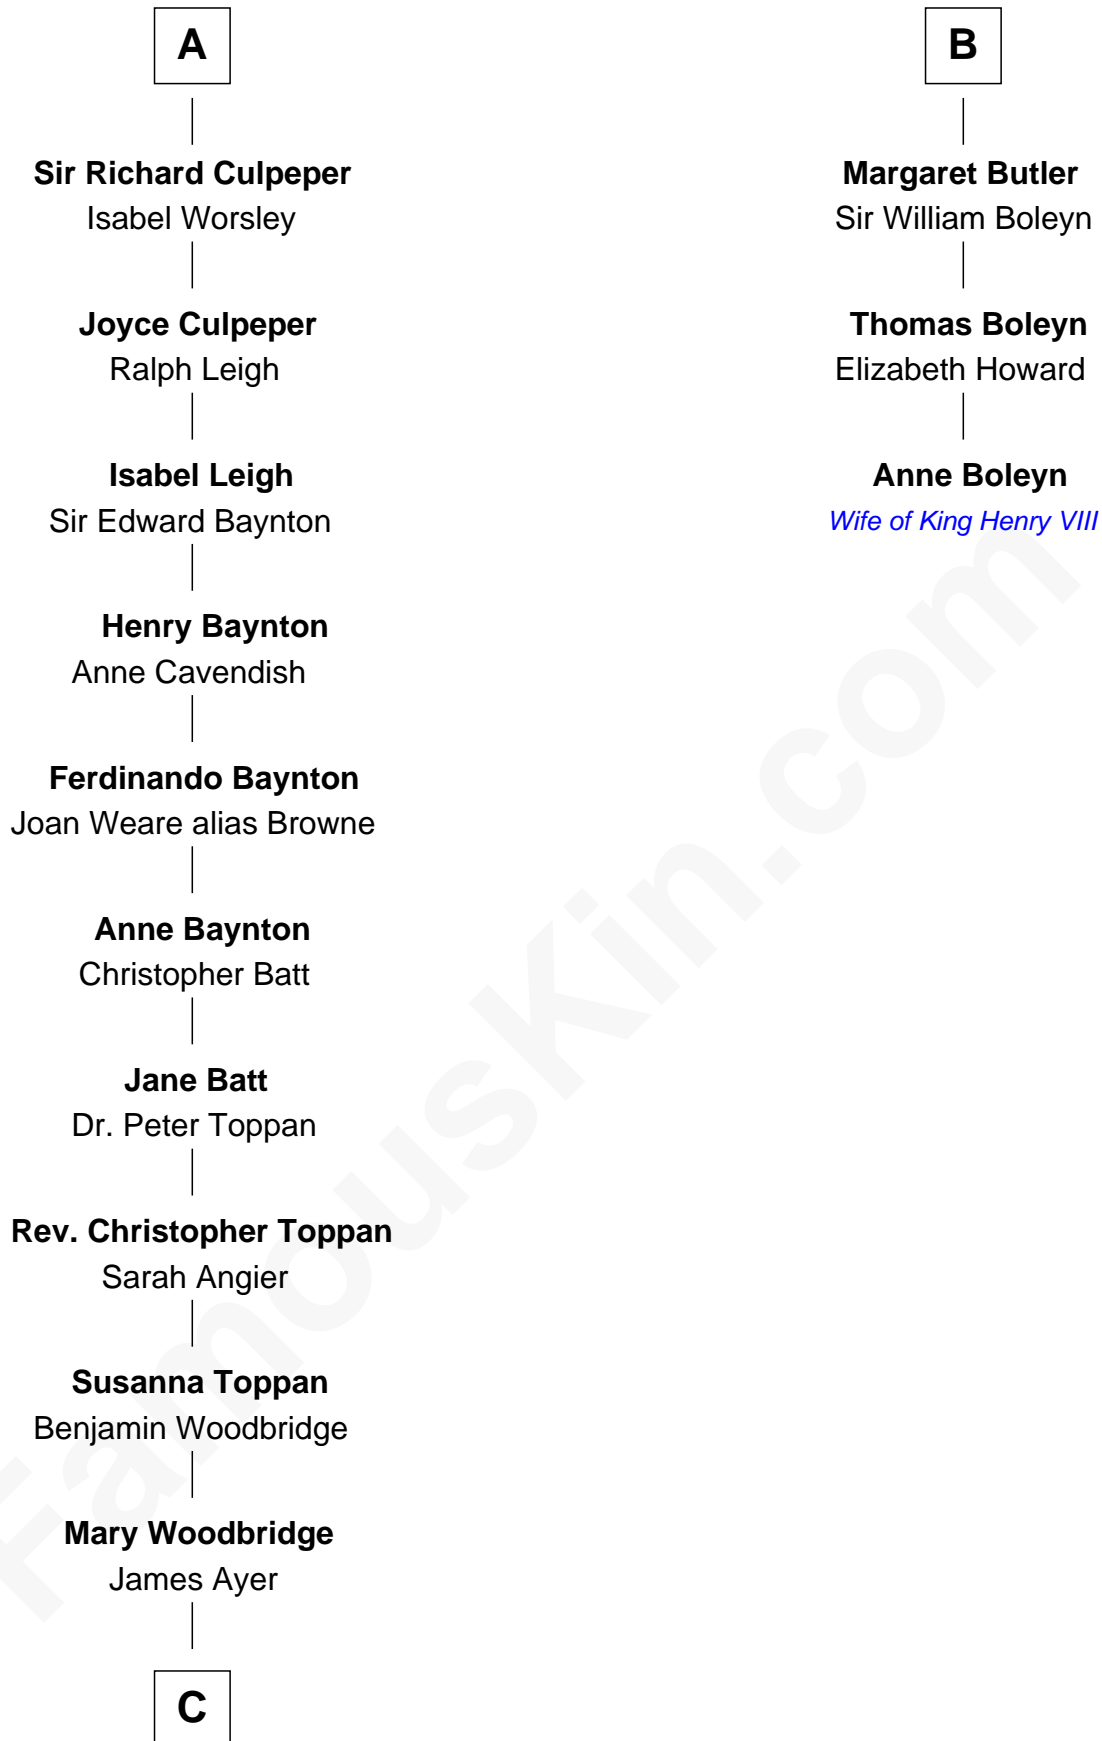 A
Sir Richard Culpeper
Isabel Worsley
Joyce Culpeper
Ralph Leigh
Isabel Leigh
Sir Edward Baynton
Henry Baynton
Anne Cavendish
Ferdinando Baynton
Joan Weare alias Browne
Anne Baynton
Christopher Batt
Jane Batt
Dr. Peter Toppan
Rev. Christopher Toppan
Sarah Angier
Susanna Toppan
Benjamin Woodbridge
Mary Woodbridge
James Ayer
C
B
Margaret Butler
Sir William Boleyn
Thomas Boleyn
Elizabeth Howard
Anne Boleyn
Wife of King Henry VIII
FamousKin.com